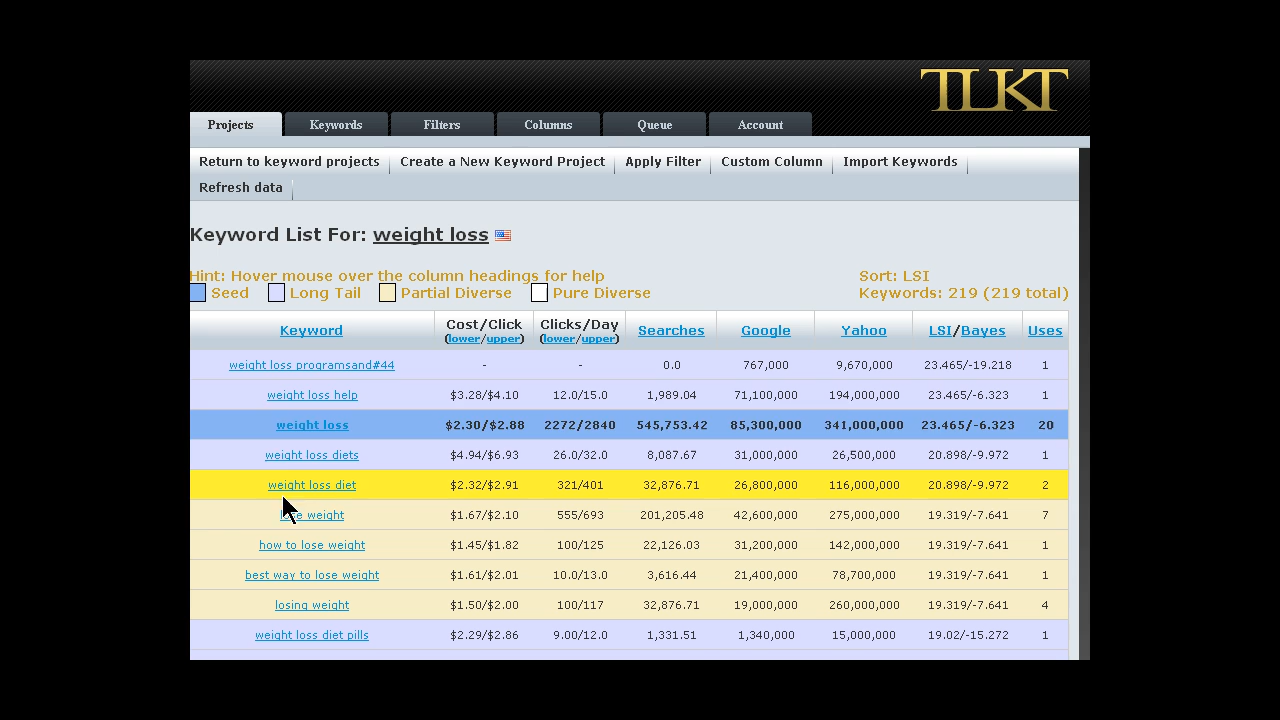 TLKT
Projects Keywords Filters Columns Queue Account
Return to keyword projects Create a New Keyword Project Apply Filter Custom Column Import Keywords
Refresh data
Keyword List For: weight loss
Hint: Hover mouse over the column headings for help Sort: LSI
Seed Long Tail Partial Diverse Pure Diverse Keywords: 219 (219 total)
Keyword Cost/Click Clicks/Day Searches Google Yahoo LSI/Bayes Uses
(lower/upper) (lower/upper)
weight loss programsand#44 - - 0.0 767,000 9,670,000 23.465/-19.218 1
weight loss help $3.28/$4.10 12.0/15.0 1,989.04 71,100,000 194,000,000 23.465/-6.323 1
weight loss $2.30/$2.88 2272/2840 545,753.42 85,300,000 341,000,000 23.465/-6.323 20
weight loss diets $4.94/$6.93 26.0/32.0 8,087.67 31,000,000 26,500,000 20.898/-9.972 1
weight loss diet $2.32/$2.91 321/401 32,876.71 26,800,000 116,000,000 20.898/-9.972 2
lose weight $1.67/$2.10 555/693 201,205.48 42,600,000 275,000,000 19.319/-7.641 7
how to lose weight $1.45/$1.82 100/125 22,126.03 31,200,000 142,000,000 19.319/-7.641 1
best way to lose weight $1.61/$2.01 10.0/13.0 3,616.44 21,400,000 78,700,000 19.319/-7.641 1
losing weight $1.50/$2.00 100/117 32,876.71 19,000,000 260,000,000 19.319/-7.641 4
weight loss diet pills $2.29/$2.86 9.00/12.0 1,331.51 1,340,000 15,000,000 19.02/-15.272 1